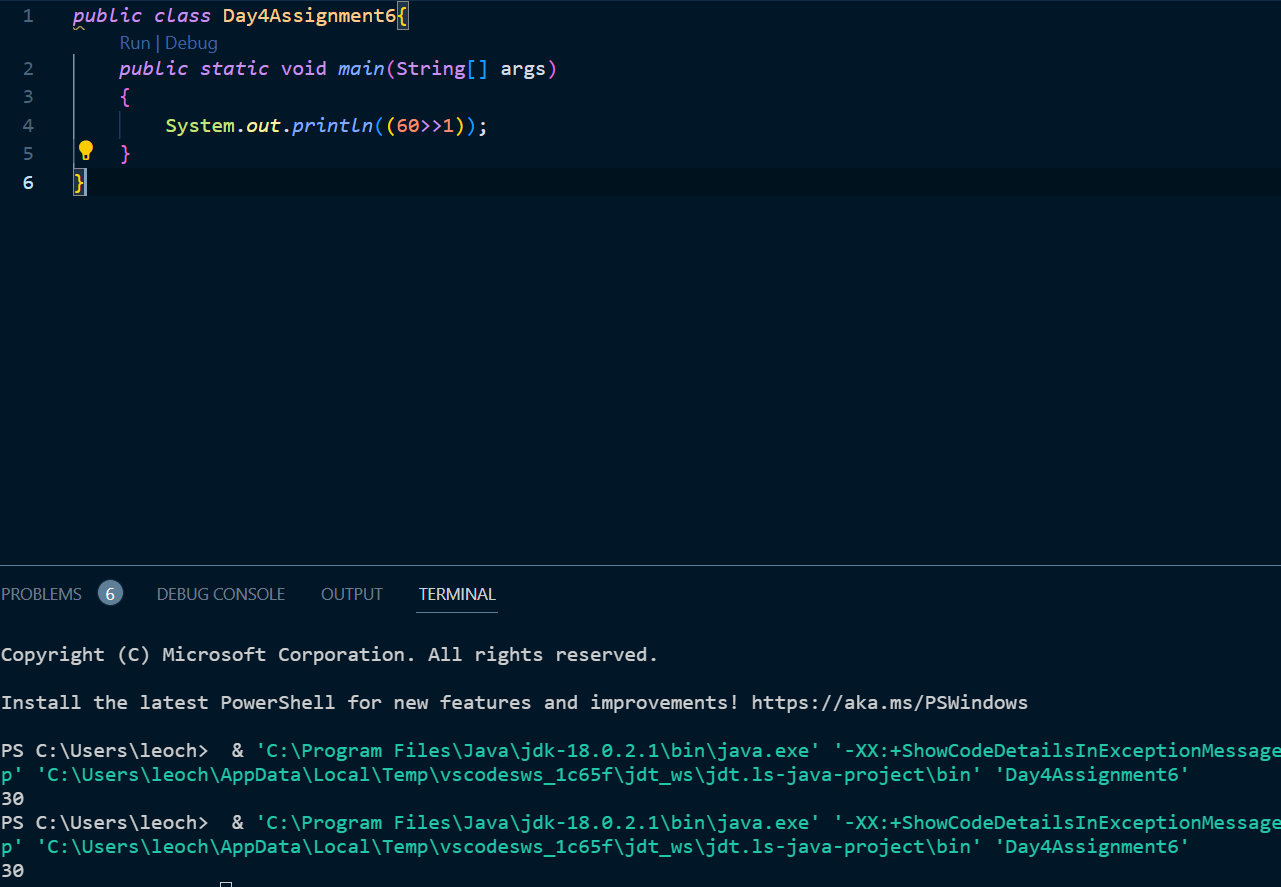 1 public class Day4Assignment6{
Run | Debug
2 public static void main(String[] args)
3 {
4 System.out.println((60>>1));
5 }
6 }
PROBLEMS 6 DEBUG CONSOLE OUTPUT TERMINAL
Copyright (C) Microsoft Corporation. All rights reserved.
Install the latest PowerShell for new features and improvements! https://aka.ms/PSWindows
PS C:\Users\leoch>  & 'C:\Program Files\Java\jdk-18.0.2.1\bin\java.exe' '-XX:+ShowCodeDetailsInExceptionMessage
p' 'C:\Users\leoch\AppData\Local\Temp\vscodesws_1c65f\jdt_ws\jdt.ls-java-project\bin' 'Day4Assignment6'
30
PS C:\Users\leoch>  & 'C:\Program Files\Java\jdk-18.0.2.1\bin\java.exe' '-XX:+ShowCodeDetailsInExceptionMessage
p' 'C:\Users\leoch\AppData\Local\Temp\vscodesws_1c65f\jdt_ws\jdt.ls-java-project\bin' 'Day4Assignment6'
30